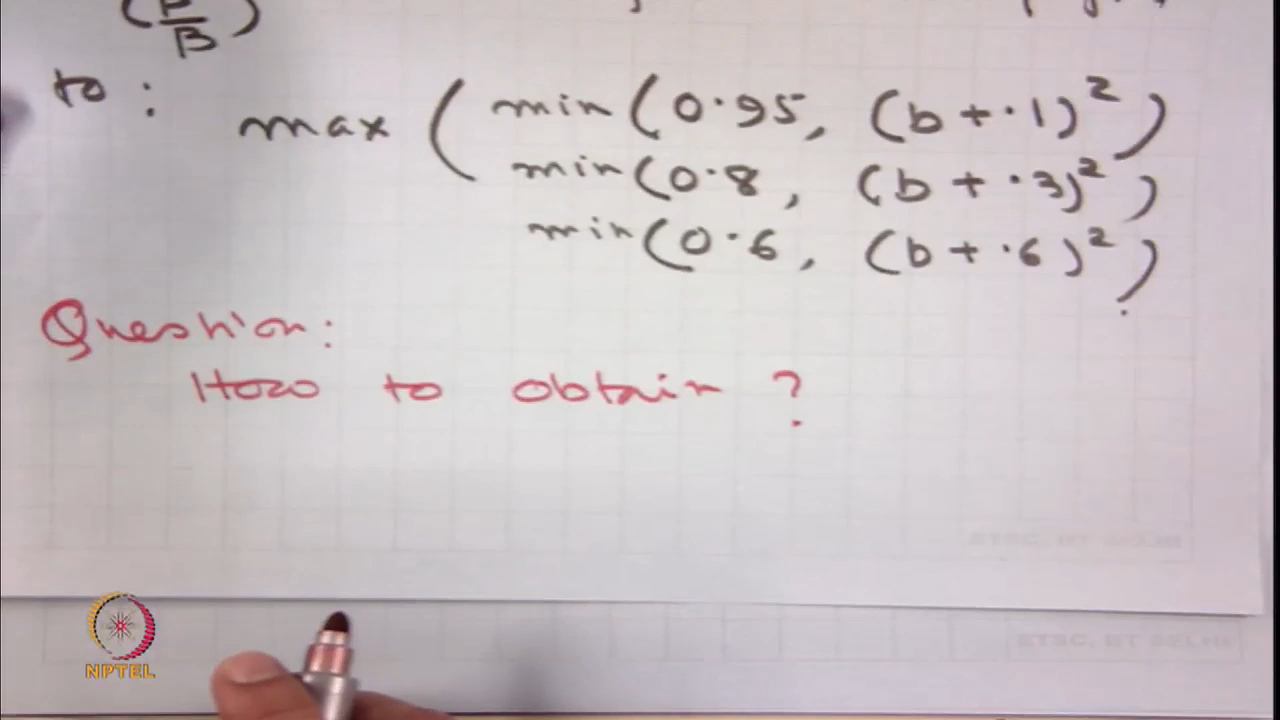 β
to : max ( min ( 0.95, (b + .1)² )
min ( 0.8 , (b + .3)² )
min ( 0.6 , (b + .6)² )
Question:
How to obtain ?
NPTEL